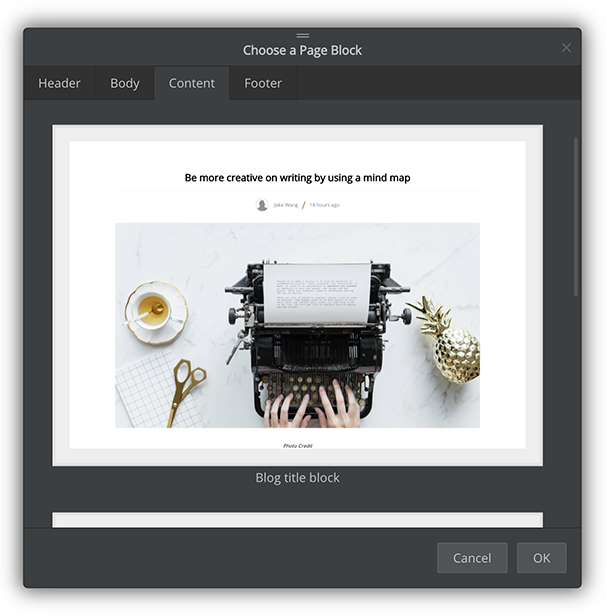 Choose a Page Block
Header
Body
Content
Footer
Be more creative on writing by using a mind map
Jake Wang / 18 hours ago
Photo Credit
Blog title block
Cancel
OK